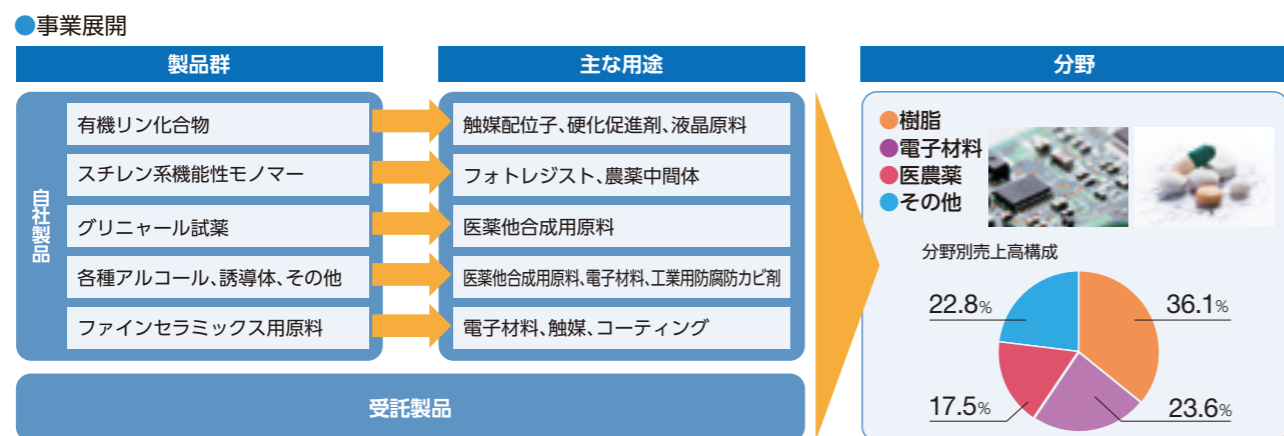 ●事業展開
製品群
主な用途
分野
自社製品
有機リン化合物
触媒配位子、硬化促進剤、液晶原料
スチレン系機能性モノマー
フォトレジスト、農薬中間体
グリニャール試薬
医薬他合成用原料
各種アルコール、誘導体、その他
医薬他合成用原料、電子材料、工業用防腐防カビ剤
ファインセラミックス用原料
電子材料、触媒、コーティング
受託製品
●樹脂
●電子材料
●医農薬
●その他
分野別売上高構成
22.8%
36.1%
17.5%
23.6%